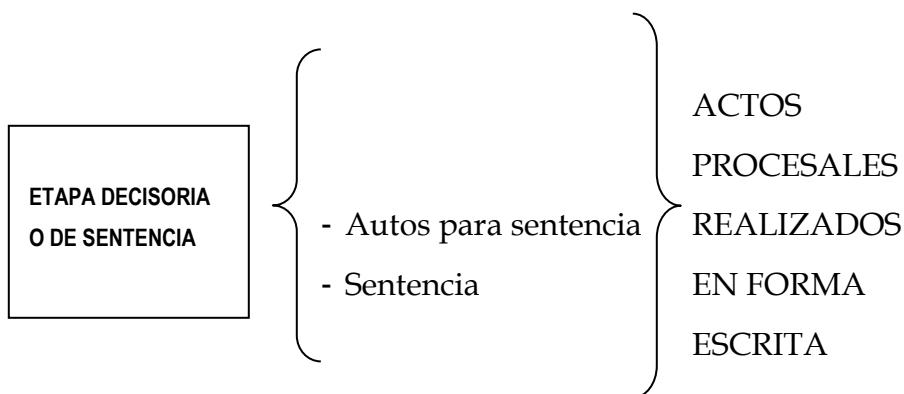 ETAPA DECISORIA
O DE SENTENCIA
- Autos para sentencia
- Sentencia
ACTOS
PROCESALES
REALIZADOS
EN FORMA
ESCRITA